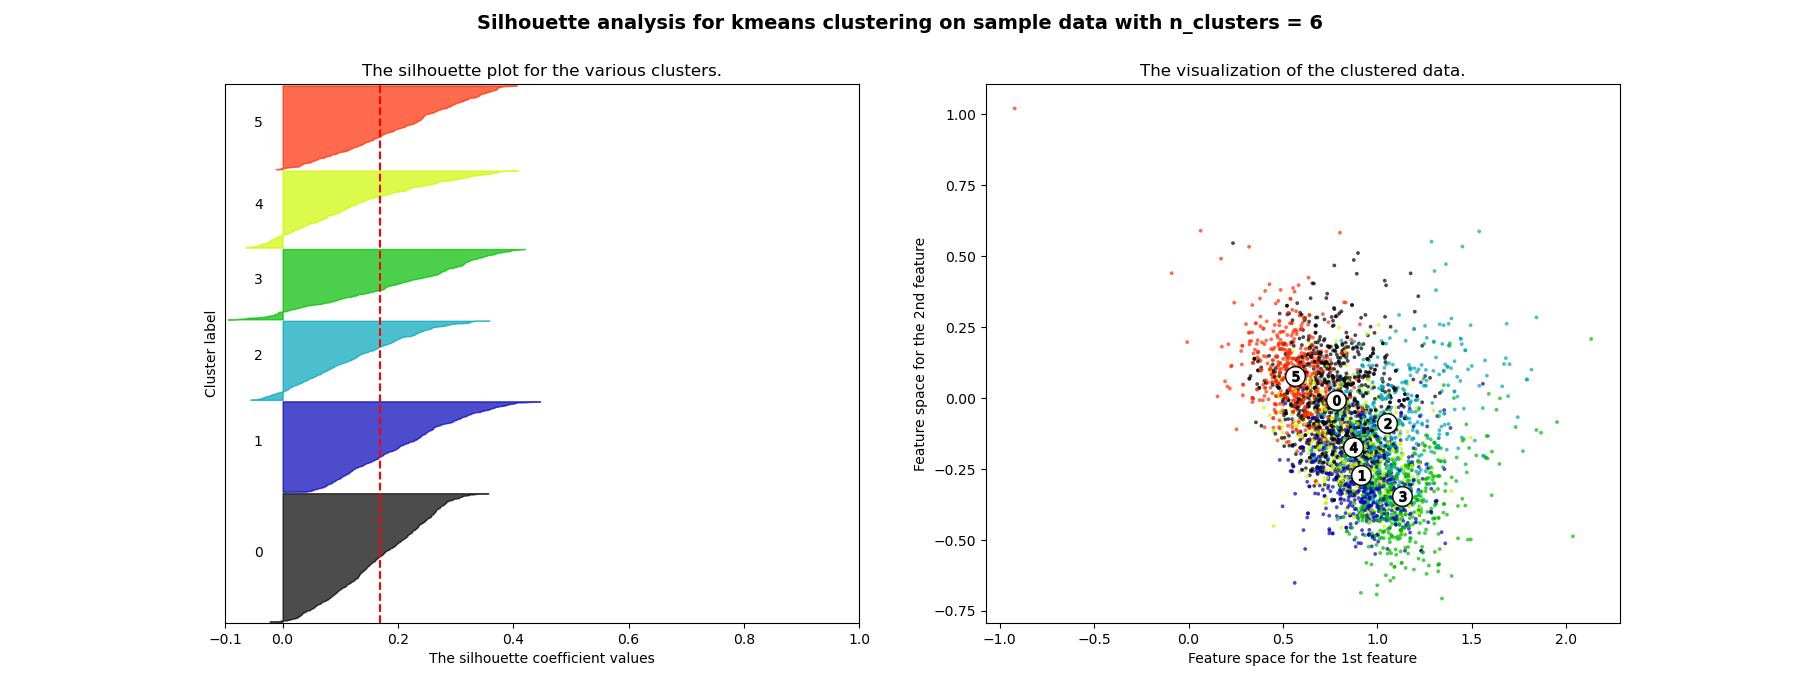 Silhouette analysis for kmeans clustering on sample data with n_clusters = 6
The silhouette plot for the various clusters.
Cluster label
5
4
3
2
1
0
−0.1 0.0 0.2 0.4 0.6 0.8 1.0
The silhouette coefficient values
The visualization of the clustered data.
Feature space for the 2nd feature
1.00
0.75
0.50
0.25
0.00
−0.25
−0.50
−0.75
5
0
2
4
1
3
−1.0 −0.5 0.0 0.5 1.0 1.5 2.0
Feature space for the 1st feature